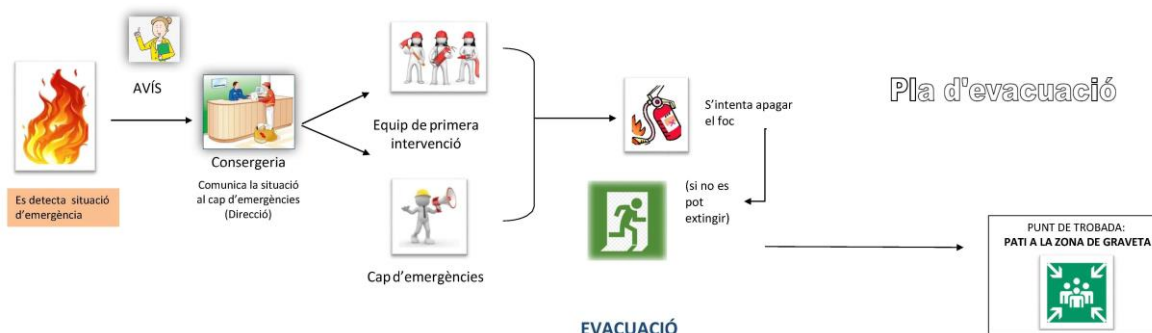 Pla d'evacuació
AVÍS
Es detecta situació
d'emergència
Consergeria
Comunica la situació
al cap d'emergències
(Direcció)
Equip de primera
intervenció
Cap d'emergències
S'intenta apagar
el foc
(si no es
pot
extingir)
PUNT DE TROBADA:
PATI A LA ZONA DE GRAVETA
EVACUACIÓ